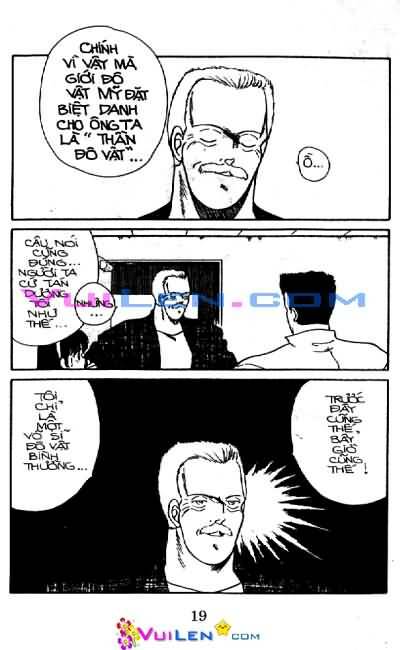 CHÍNH
VÌ VẬY MÀ
GIỚI ĐÔ
VẬT MỸ ĐẶT
BIỆT DANH
CHO ÔNG TA
LÀ “ THẦN
ĐÔ VẬT”...
Ồ...
CẬU NÓI
CŨNG
ĐÚNG...
NGƯỜI TA
CỨ TÁN
DƯƠNG
TÔI
NHƯ
THẾ...
NHƯNG
...
VUILEN.COM
TÔI
CHỈ
LÀ
MỘT
VÕ SĨ
ĐÔ VẬT
BÌNH
THƯỜNG...
TRƯỚC
ĐÂY
CŨNG
THẾ,
BÂY
GIỜ
CŨNG
THẾ !
19
VUILEN.COM